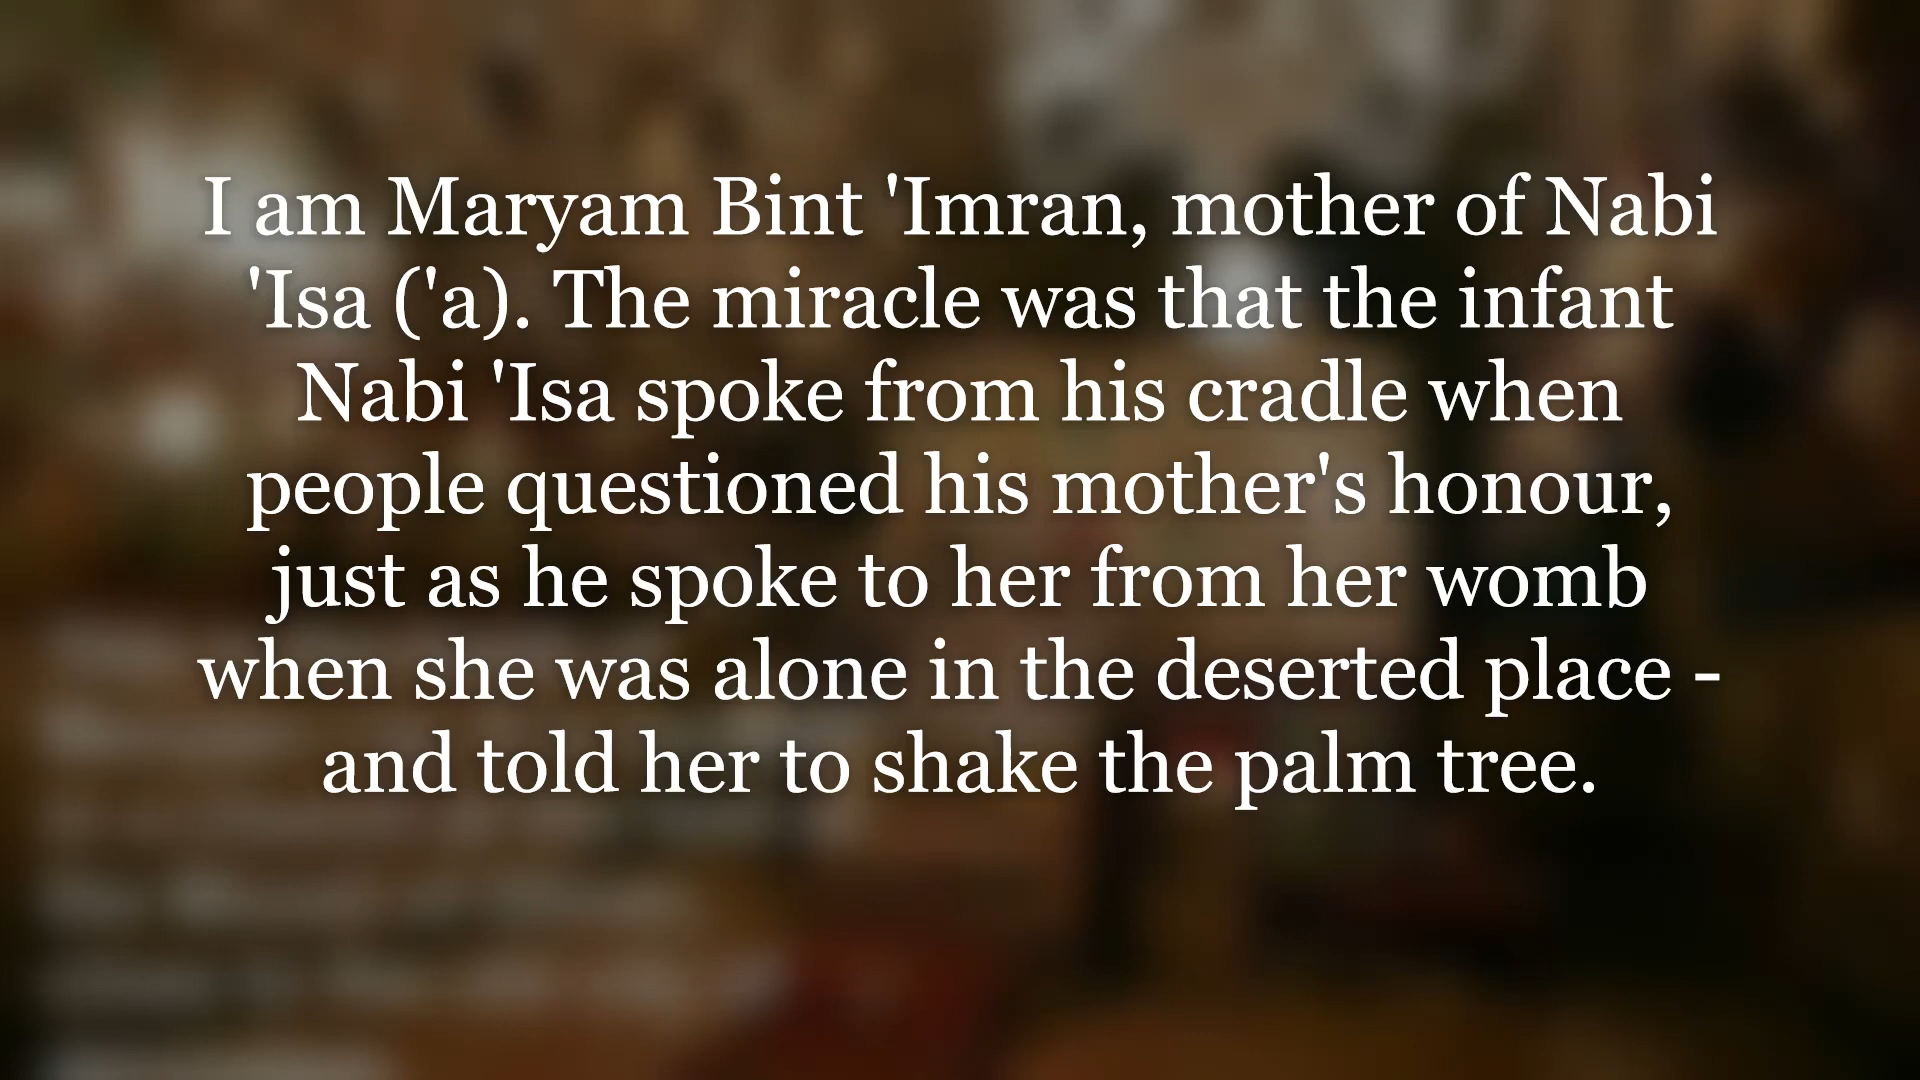 I am Maryam Bint 'Imran, mother of Nabi
'Isa ('a). The miracle was that the infant
Nabi 'Isa spoke from his cradle when
people questioned his mother's honour,
just as he spoke to her from her womb
when she was alone in the deserted place -
and told her to shake the palm tree.